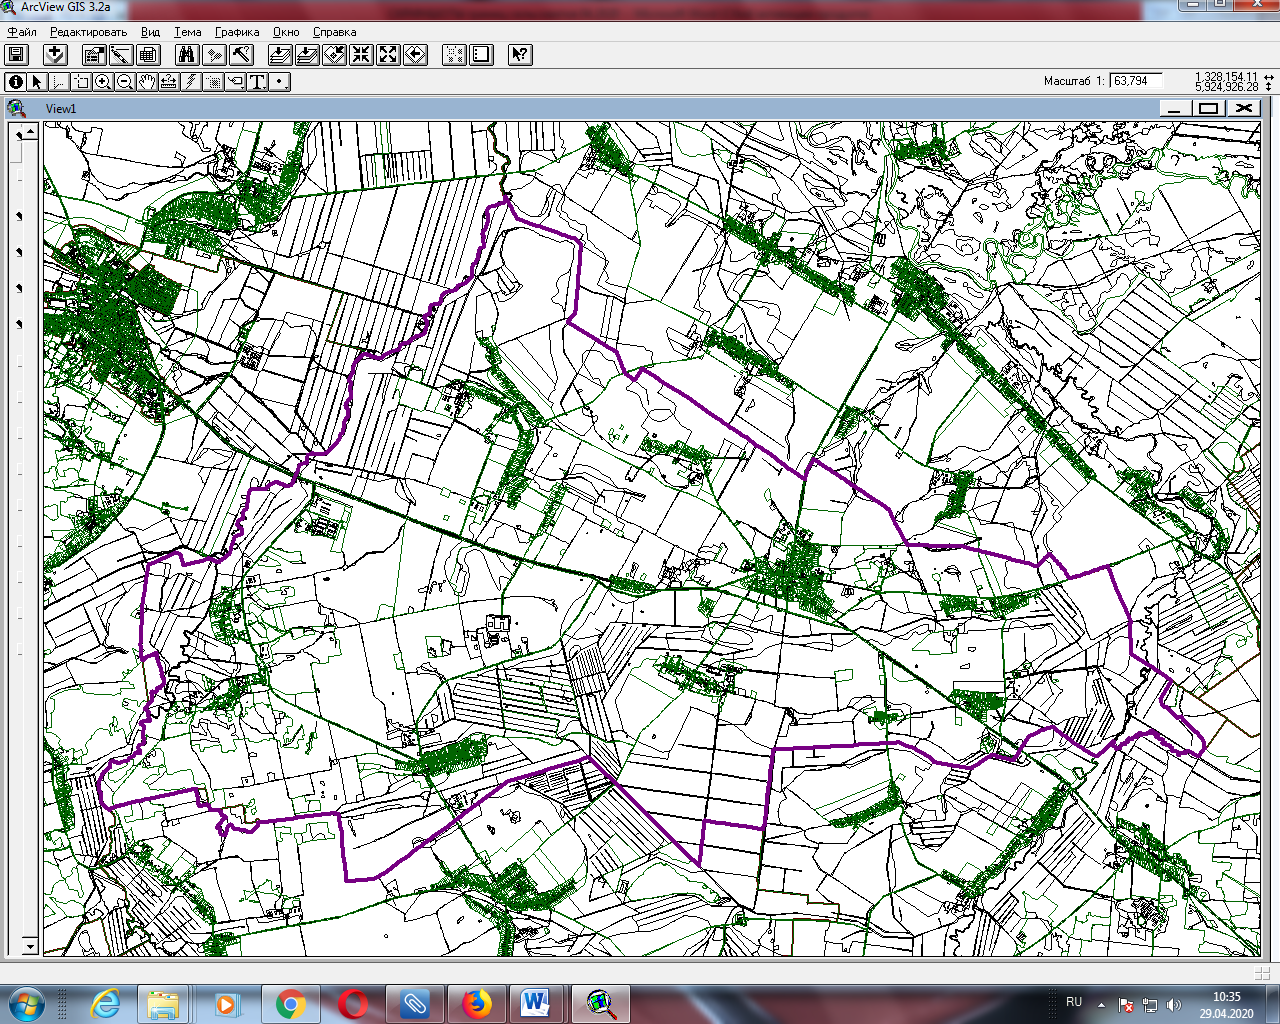 ArcView GIS 3.2a
Файл Редактировать Вид Тема Графика Окно Справка
Масштаб 1: 63,794
1,328,154.11
5,924,926.28
View1
RU
10:35
29.04.2020